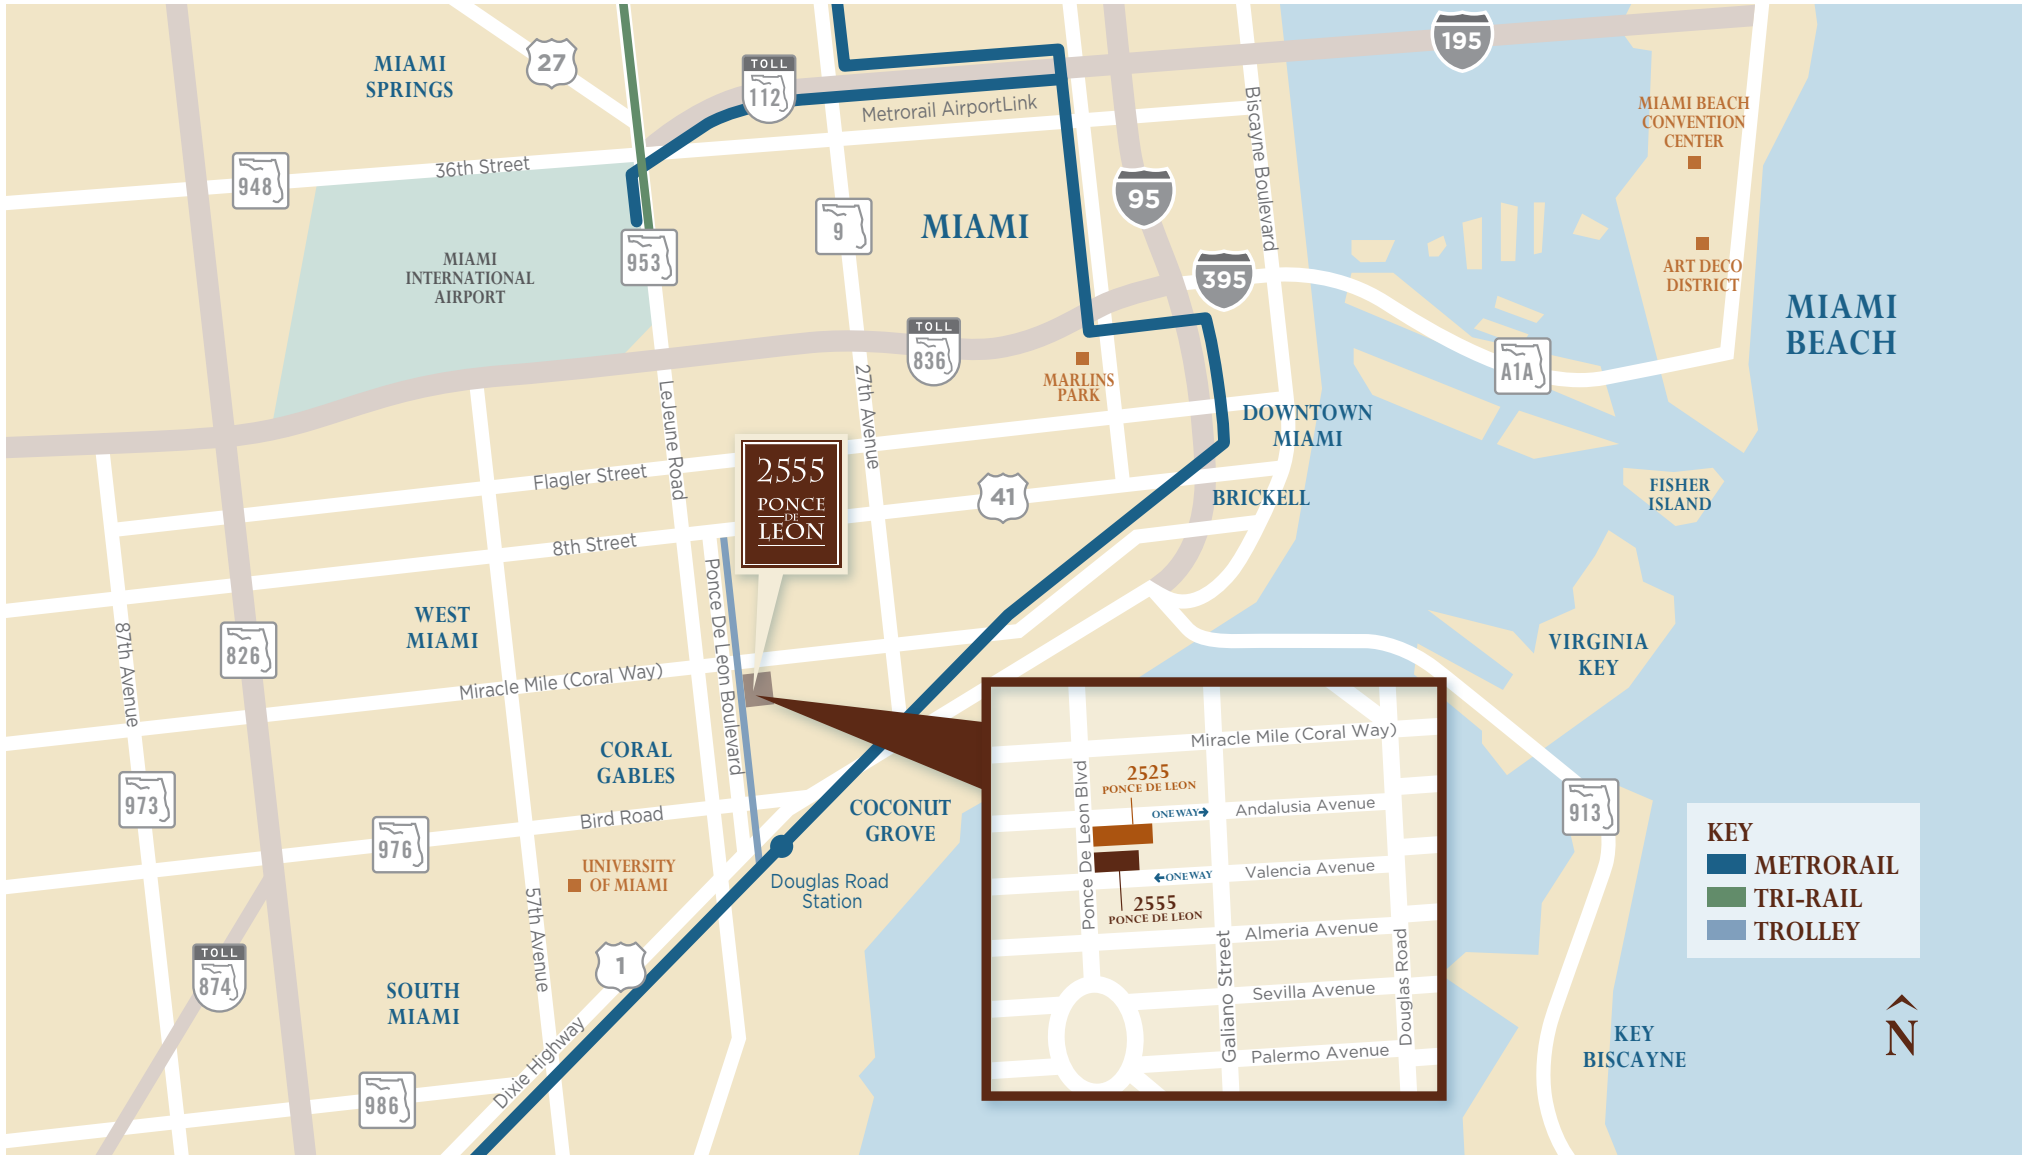 MIAMI
SPRINGS
27
TOLL
112
Metrorail AirportLink
195
Biscayne Boulevard
MIAMI BEACH
CONVENTION
CENTER
36th Street
948
95
9
MIAMI
MIAMI
INTERNATIONAL
AIRPORT
953
395
ART DECO
DISTRICT
MIAMI
BEACH
TOLL
836
A1A
MARLINS
PARK
LeJeune Road
27th Avenue
DOWNTOWN
MIAMI
2555
PONCE
DE
LEON
Flagler Street
41
BRICKELL
FISHER
ISLAND
8th Street
Ponce De Leon Boulevard
WEST
MIAMI
87th Avenue
826
VIRGINIA
KEY
Miracle Mile (Coral Way)
CORAL
GABLES
973
976
Bird Road
COCONUT
GROVE
UNIVERSITY
OF MIAMI
Douglas Road
Station
57th Avenue
TOLL
874
1
SOUTH
MIAMI
Dixie Highway
986
Miracle Mile (Coral Way)
Ponce De Leon Blvd
2525
PONCE DE LEON
ONE WAY
Andalusia Avenue
ONE WAY
Valencia Avenue
2555
PONCE DE LEON
Almeria Avenue
Galiano Street
Douglas Road
Sevilla Avenue
Palermo Avenue
913
KEY
METRORAIL
TRI-RAIL
TROLLEY
KEY
BISCAYNE
N